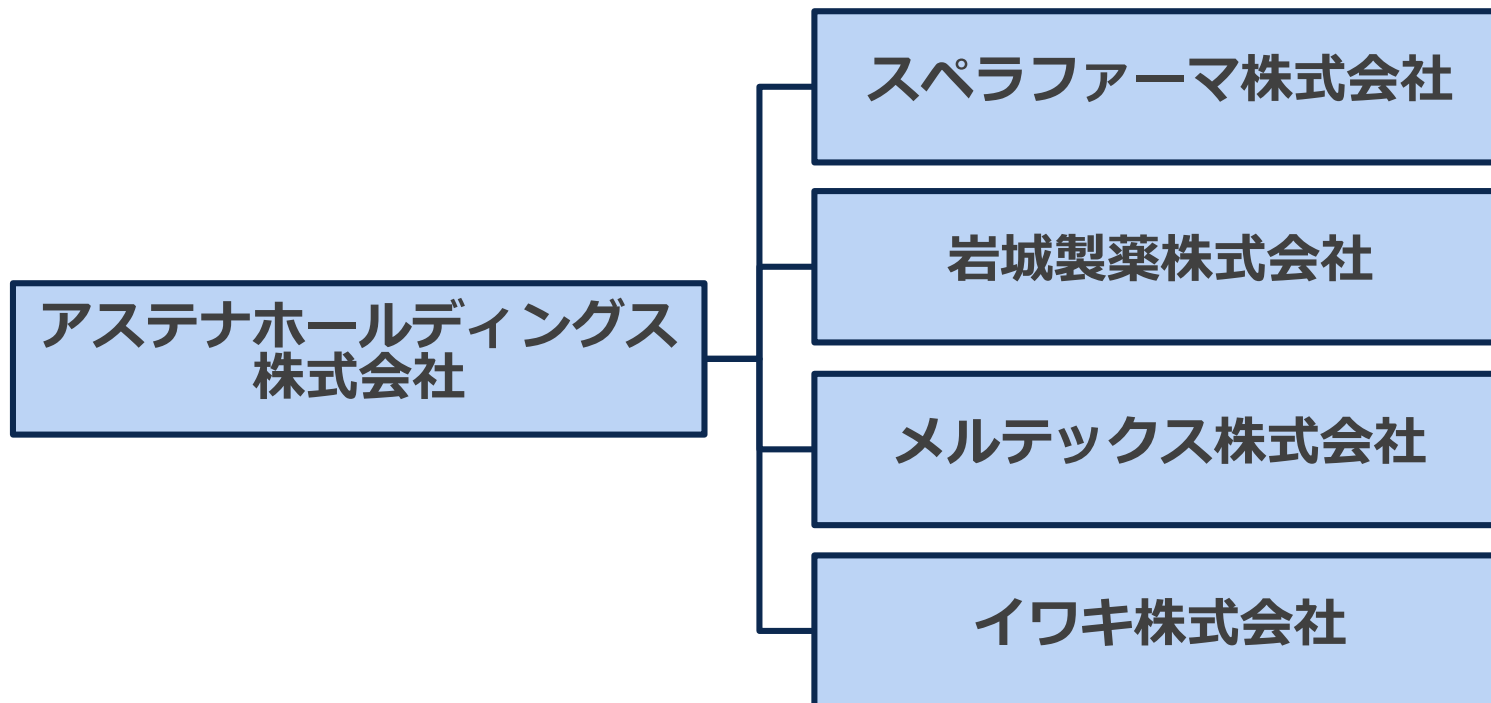 アステナホールディングス
株式会社
スペラファーマ株式会社
岩城製薬株式会社
メルテックス株式会社
イワキ株式会社